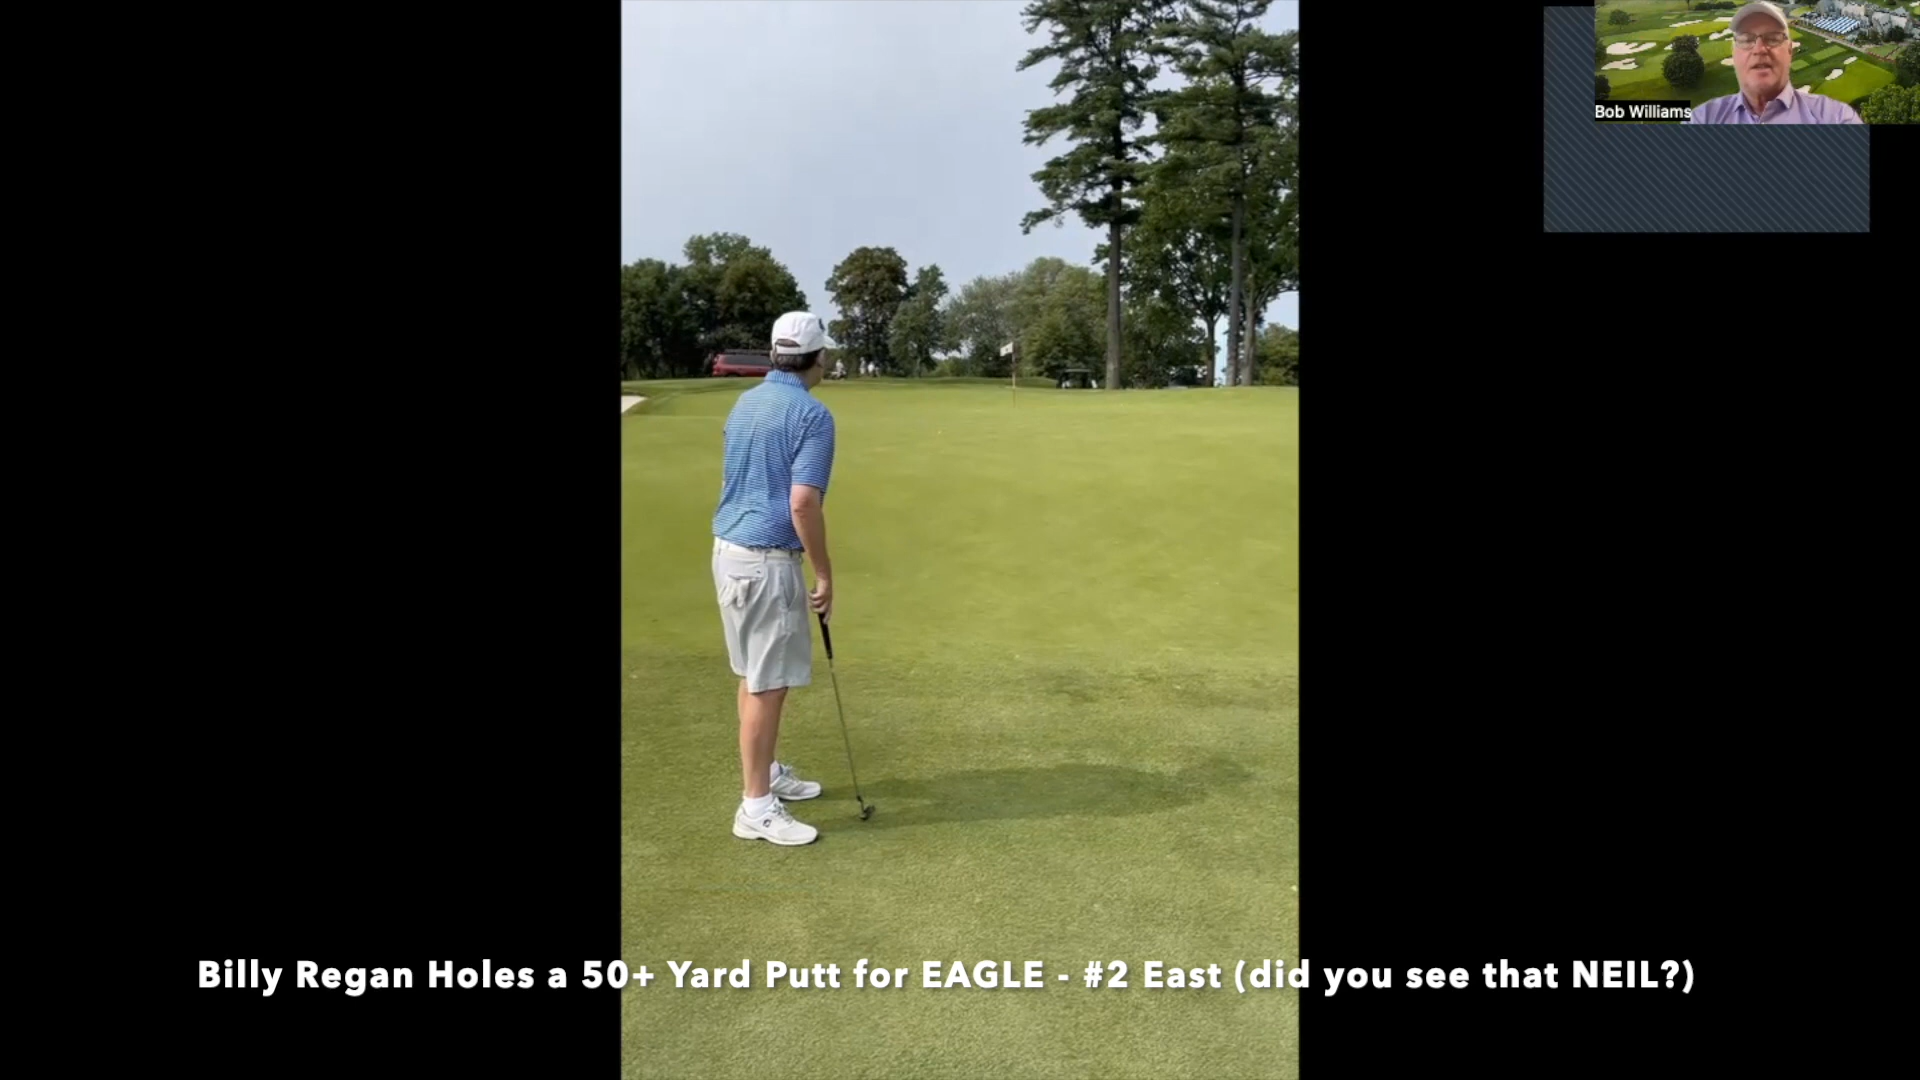 Bob Williams
Billy Regan Holes a 50+ Yard Putt for EAGLE - #2 East (did you see that NEIL?)